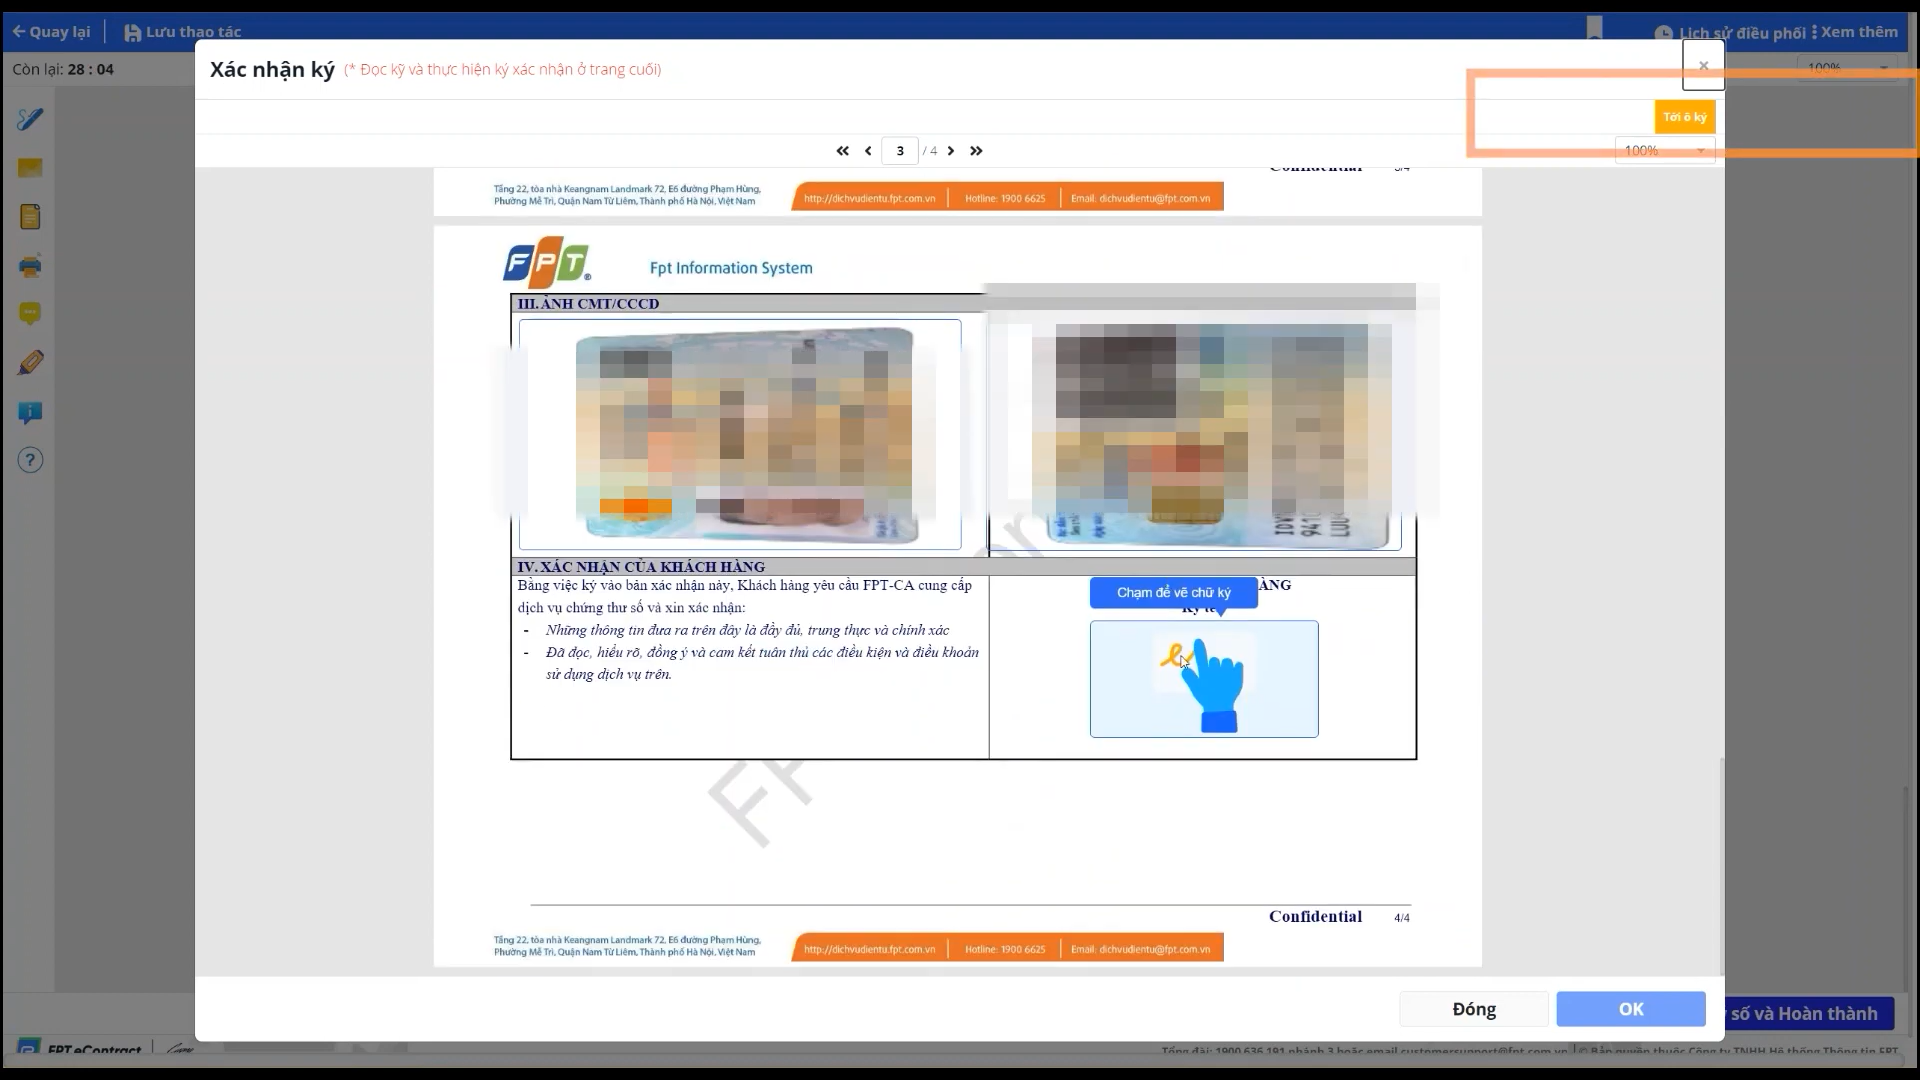 Quay lại
Lưu thao tác
Lịch sử điều phối
Xem thêm
Còn lại: 28 : 04
100%
Xác nhận ký (* Đọc kỹ và thực hiện ký xác nhận ở trang cuối)
×
Tới ô ký
3 / 4
100%
Confidential 3/4
Tầng 22, tòa nhà Keangnam Landmark 72, E6 đường Phạm Hùng,
Phường Mễ Trì, Quận Nam Từ Liêm, Thành phố Hà Nội, Việt Nam
http://dichvudientu.fpt.com.vn
Hotline: 1900 6625
Email: dichvudientu@fpt.com.vn
FPT
Fpt Information System
III. ẢNH CMT/CCCD
IV. XÁC NHẬN CỦA KHÁCH HÀNG
Bằng việc ký vào bản xác nhận này, Khách hàng yêu cầu FPT-CA cung cấp
dịch vụ chứng thư số và xin xác nhận:
- Những thông tin đưa ra trên đây là đầy đủ, trung thực và chính xác
- Đã đọc, hiểu rõ, đồng ý và cam kết tuân thủ các điều kiện và điều khoản
sử dụng dịch vụ trên.
Chạm để vẽ chữ ký
ÀNG
Confidential 4/4
Tầng 22, tòa nhà Keangnam Landmark 72, E6 đường Phạm Hùng,
Phường Mễ Trì, Quận Nam Từ Liêm, Thành phố Hà Nội, Việt Nam
http://dichvudientu.fpt.com.vn
Hotline: 1900 6625
Email: dichvudientu@fpt.com.vn
Đóng
OK
số và Hoàn thành
FPT.eContract
Tổng đài: 1900 636 191 nhánh 3 hoặc email customersupport@fpt.com.vn
© Bản quyền thuộc Công ty TNHH Hệ thống Thông tin FPT